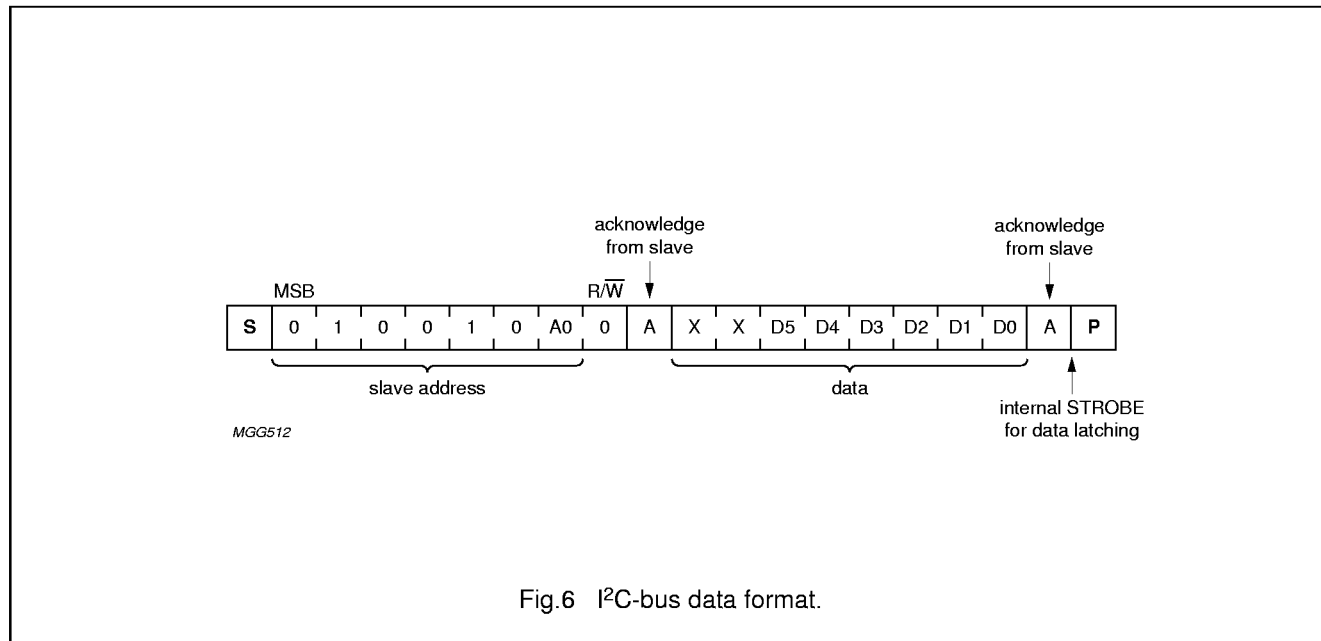 acknowledge
from slave
acknowledge
from slave
MSB
R/W̅
S 0 1 0 0 1 0 A0 0 A X X D5 D4 D3 D2 D1 D0 A P
slave address
data
internal STROBE
for data latching
MGG512
Fig.6 I²C-bus data format.